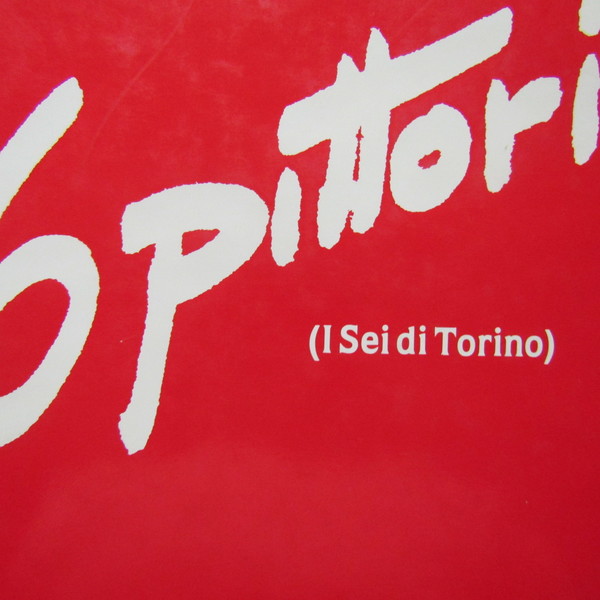 6 pittori
(I Sei di Torino)